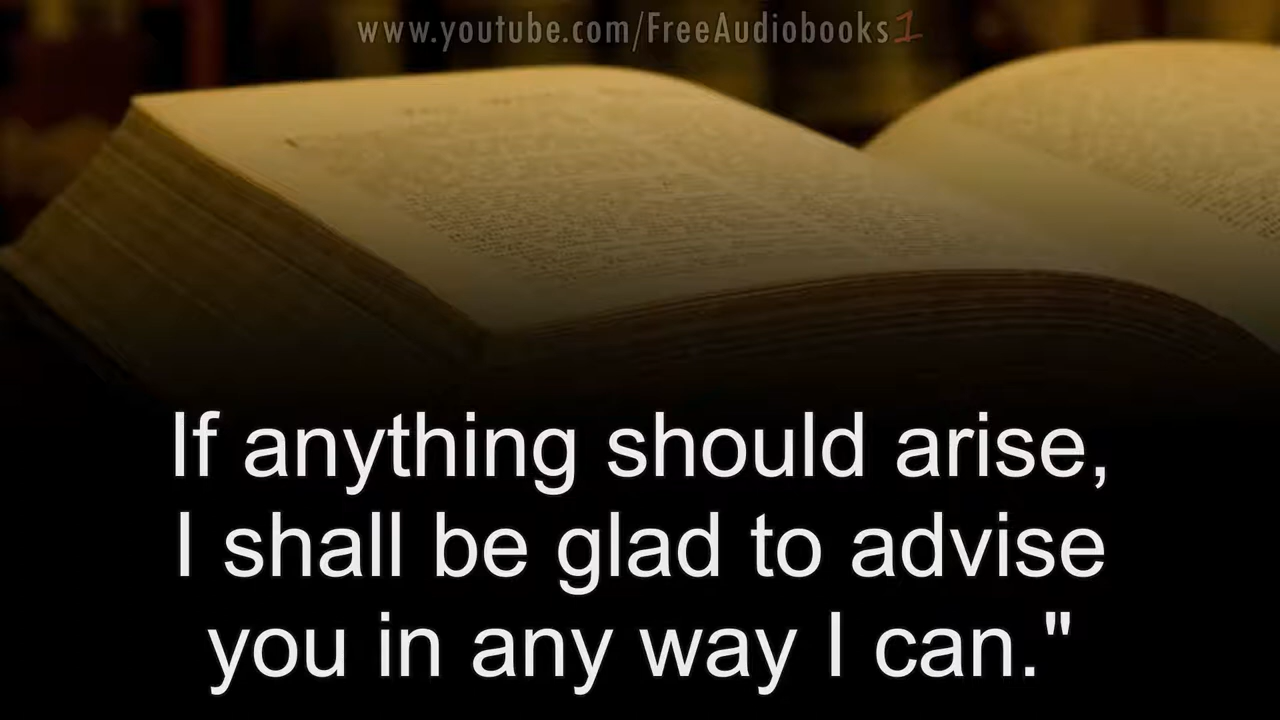 www.youtube.com/FreeAudiobooks1
If anything should arise,
I shall be glad to advise
you in any way I can."